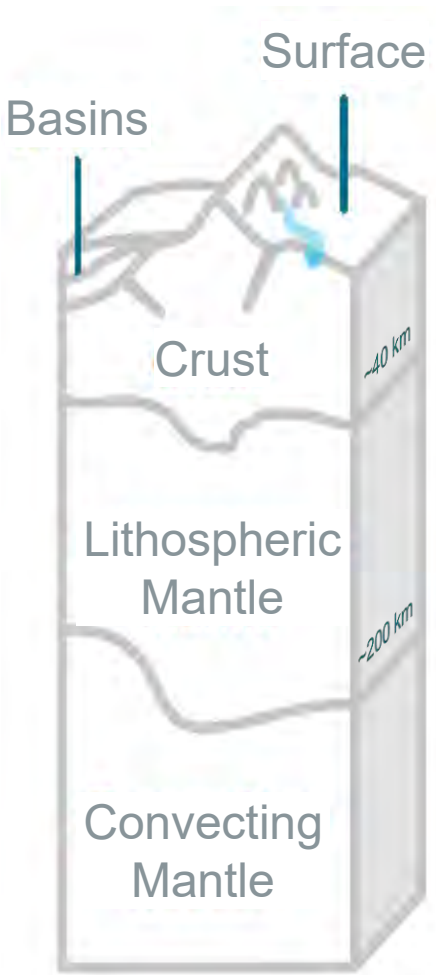 Surface
Basins
Crust
~40 km
Lithospheric
Mantle
~200 km
Convecting
Mantle